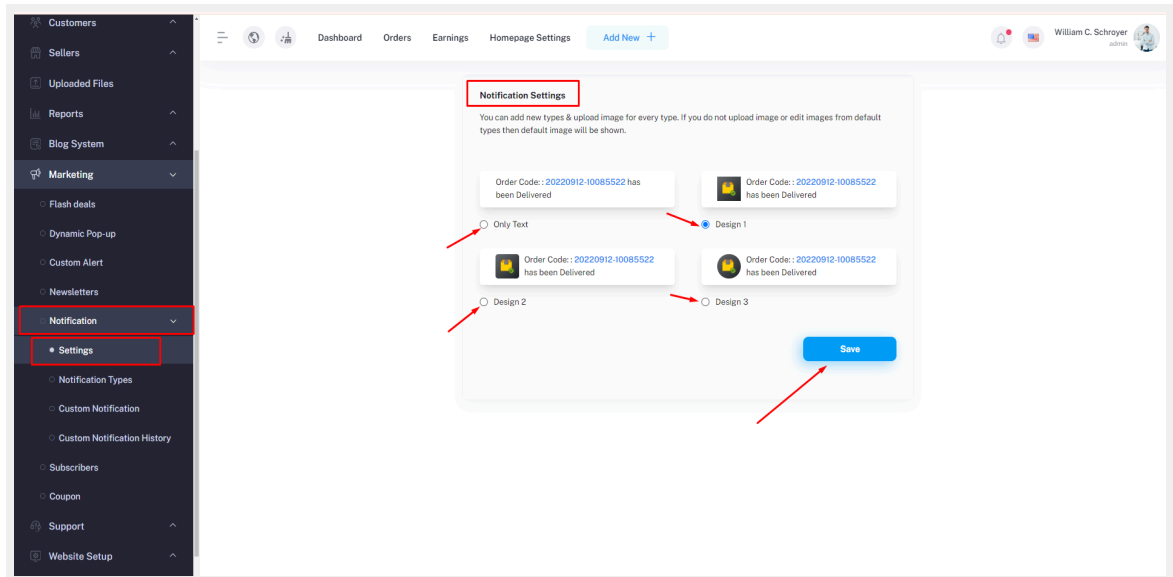 Customers
Sellers
Uploaded Files
Reports
Blog System
Marketing
Flash deals
Dynamic Pop-up
Custom Alert
Newsletters
Notification
Settings
Notification Types
Custom Notification
Custom Notification History
Subscribers
Coupon
Support
Website Setup
Dashboard Orders Earnings Homepage Settings Add New +
William C. Schroyer
admin
Notification Settings
You can add new types & upload image for every type. If you do not upload image or edit images from default
types then default image will be shown.
Order Code: : 20220912-10085522 has
been Delivered
Only Text
Order Code: : 20220912-10085522
has been Delivered
Design 1
Order Code: : 20220912-10085522
has been Delivered
Design 2
Order Code: : 20220912-10085522
has been Delivered
Design 3
Save